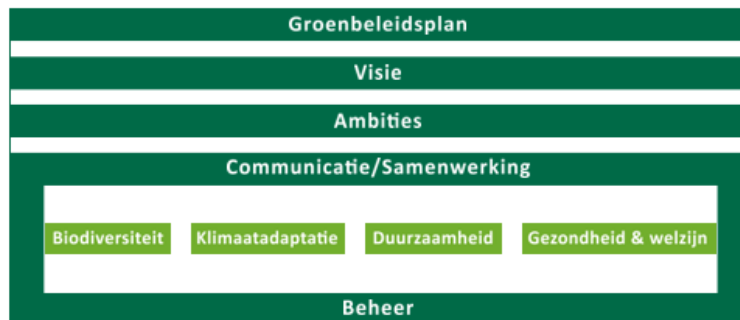 Groenbeleidsplan
Visie
Ambities
Communicatie/Samenwerking
Biodiversiteit
Klimaatadaptatie
Duurzaamheid
Gezondheid & welzijn
Beheer